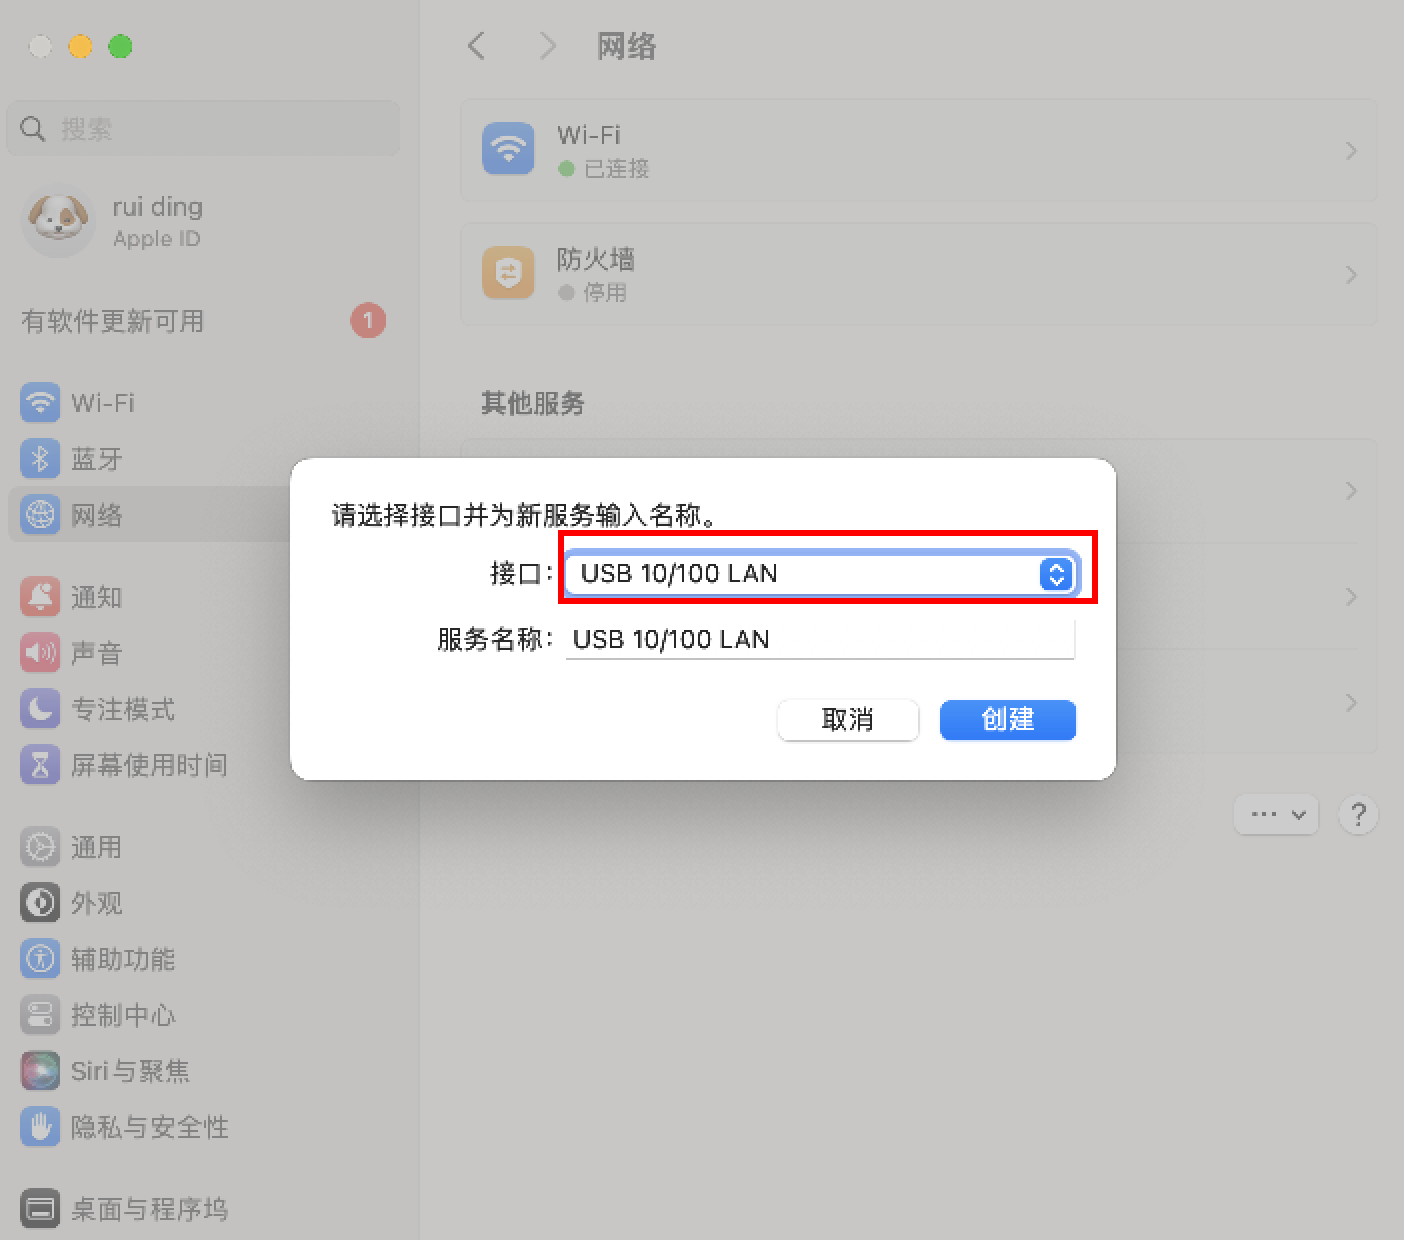 网络
搜索
rui ding
Apple ID
有软件更新可用
1
Wi-Fi
蓝牙
网络
通知
声音
专注模式
屏幕使用时间
通用
外观
辅助功能
控制中心
Siri与聚焦
隐私与安全性
桌面与程序坞
Wi-Fi
已连接
防火墙
停用
其他服务
请选择接口并为新服务输入名称。
接口: USB 10/100 LAN
服务名称: USB 10/100 LAN
取消 创建
... ?